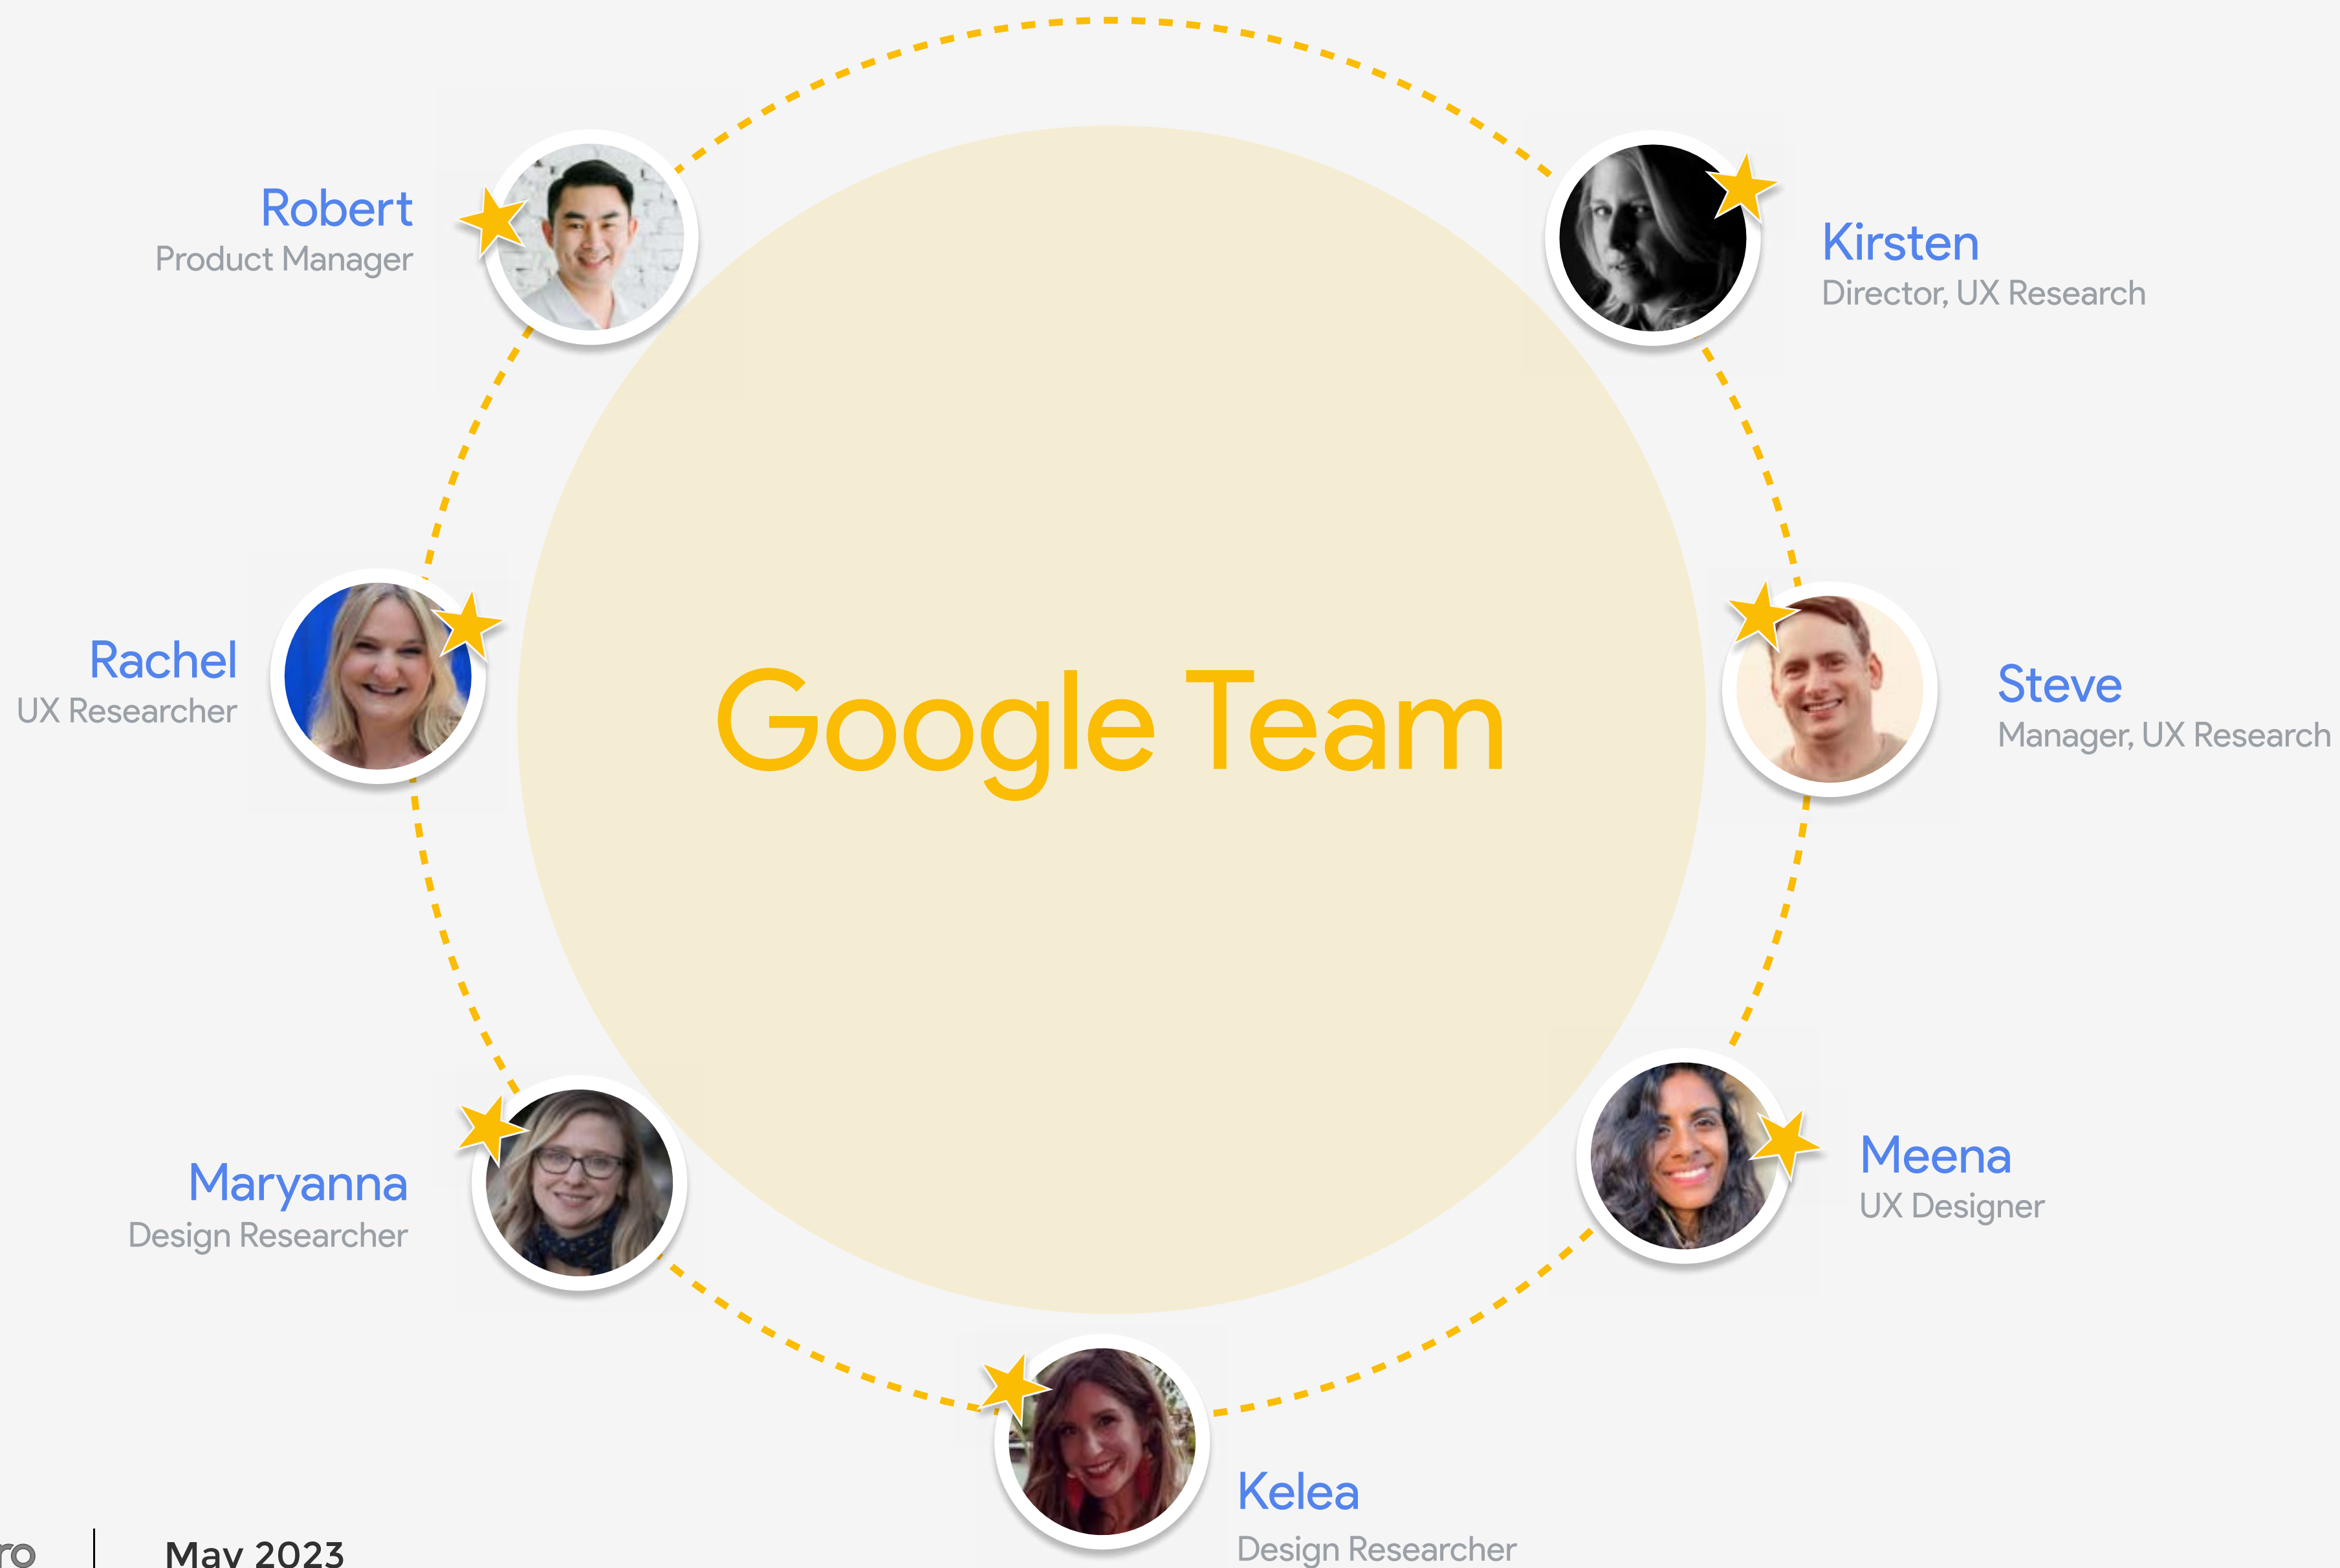 Robert
Product Manager
Kirsten
Director, UX Research
Rachel
UX Researcher
Google Team
Steve
Manager, UX Research
Maryanna
Design Researcher
Meena
UX Designer
Kelea
Design Researcher
May 2023